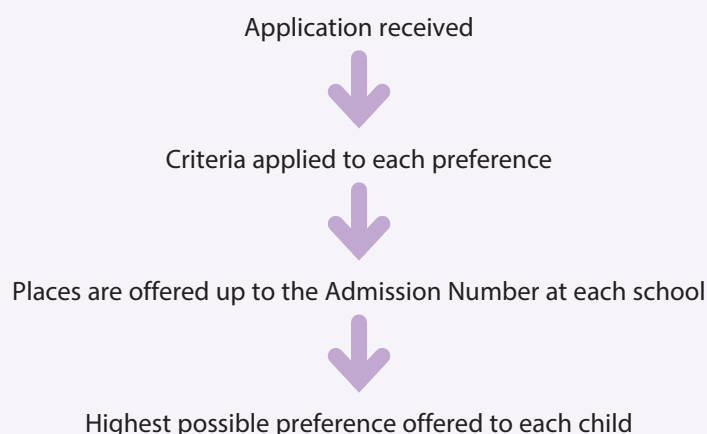 Application received
Criteria applied to each preference
Places are offered up to the Admission Number at each school
Highest possible preference offered to each child